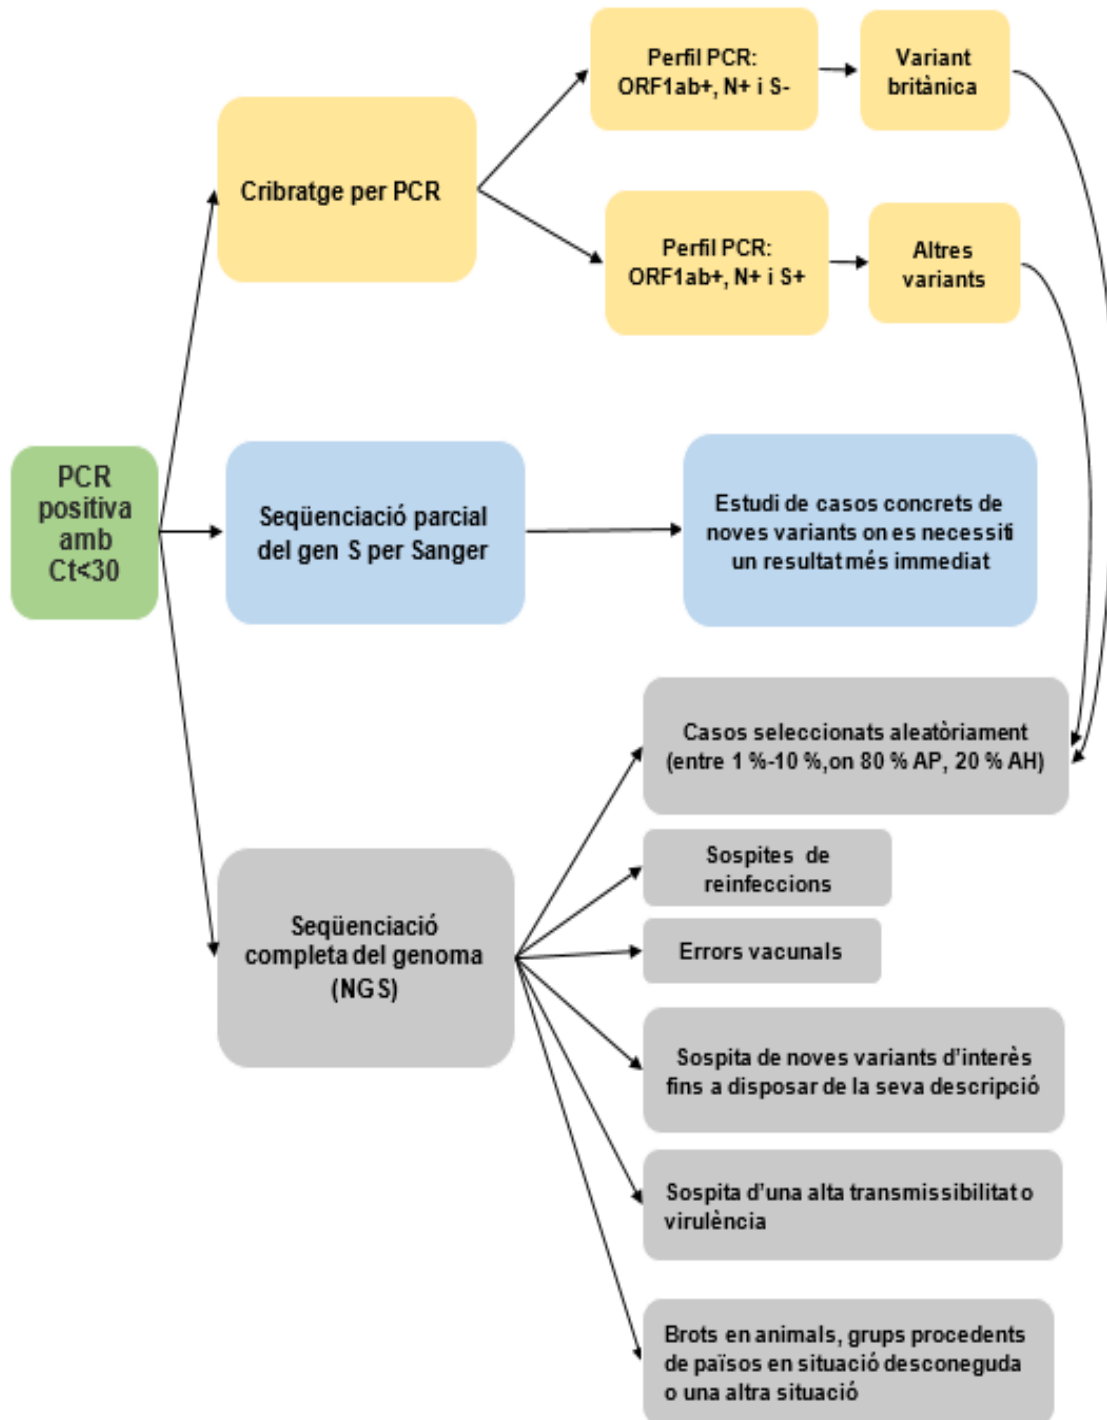 Perfil PCR:
ORF1ab+, N+ i S-
Variant
britànica
Cribratge per PCR
Perfil PCR:
ORF1ab+, N+ i S+
Altres
variants
PCR
positiva
amb
Ct<30
Seqüenciació parcial
del gen S per Sanger
Estudi de casos concrets de
noves variants on es necessiti
un resultat més immediat
Casos seleccionats aleatòriament
(entre 1 %-10 %, on 80 % AP, 20 % AH)
Sospites de
reinfeccions
Seqüenciació
completa del genoma
(NGS)
Errors vacunals
Sospita de noves variants d’interès
fins a disposar de la seva descripció
Sospita d’una alta transmissibilitat o
virulència
Brots en animals, grups procedents
de països en situació desconeguda
o una altra situació